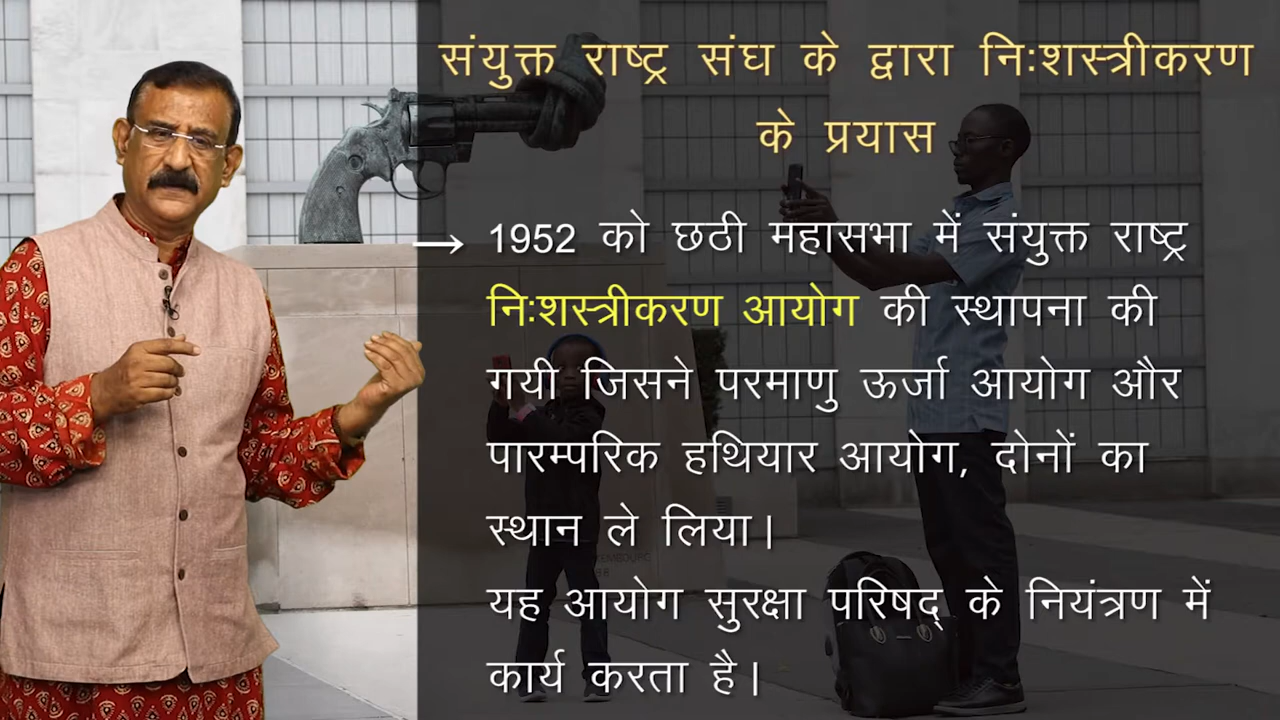 संयुक्त राष्ट्र संघ के द्वारा निःशस्त्रीकरण
के प्रयास
→ 1952 को छठी महासभा में संयुक्त राष्ट्र
निःशस्त्रीकरण आयोग की स्थापना की
गयी जिसने परमाणु ऊर्जा आयोग और
पारम्परिक हथियार आयोग, दोनों का
स्थान ले लिया।
यह आयोग सुरक्षा परिषद् के नियंत्रण में
कार्य करता है।